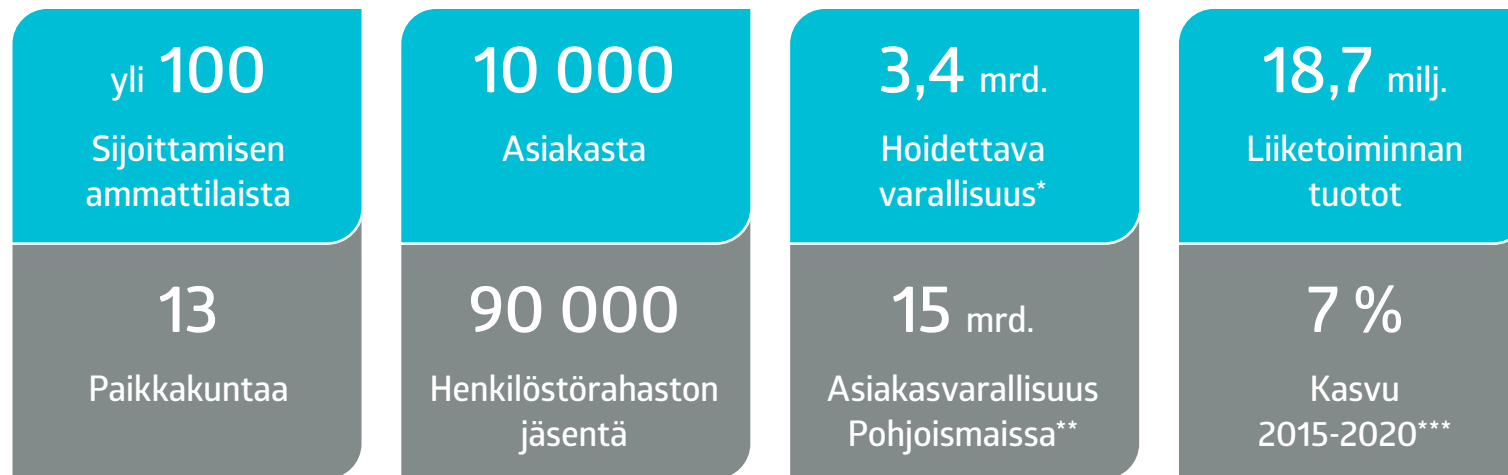 yli 100
Sijoittamisen
ammattilaista
13
Paikkakuntaa
10 000
Asiakasta
90 000
Henkilöstörahaston
jäsentä
3,4 mrd.
Hoidettava
varallisuus*
15 mrd.
Asiakasvarallisuus
Pohjoismaissa**
18,7 milj.
Liiketoiminnan
tuotot
7 %
Kasvu
2015-2020***